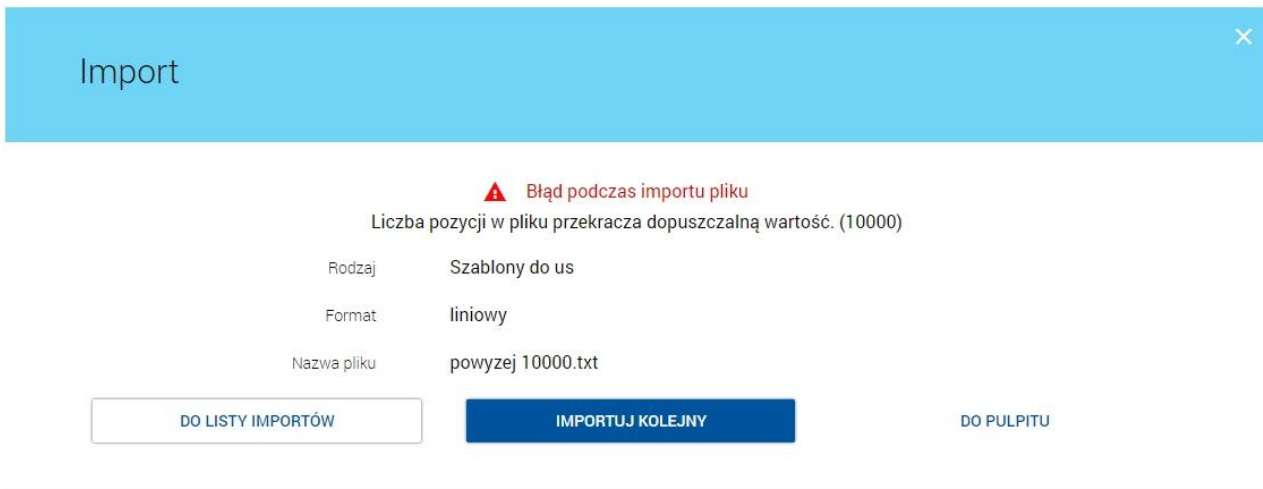 Import
Błąd podczas importu pliku
Liczba pozycji w pliku przekracza dopuszczalną wartość. (10000)
Rodzaj Szablony do us
Format liniowy
Nazwa pliku powyzej 10000.txt
DO LISTY IMPORTÓW IMPORTUJ KOLEJNY DO PULPITU